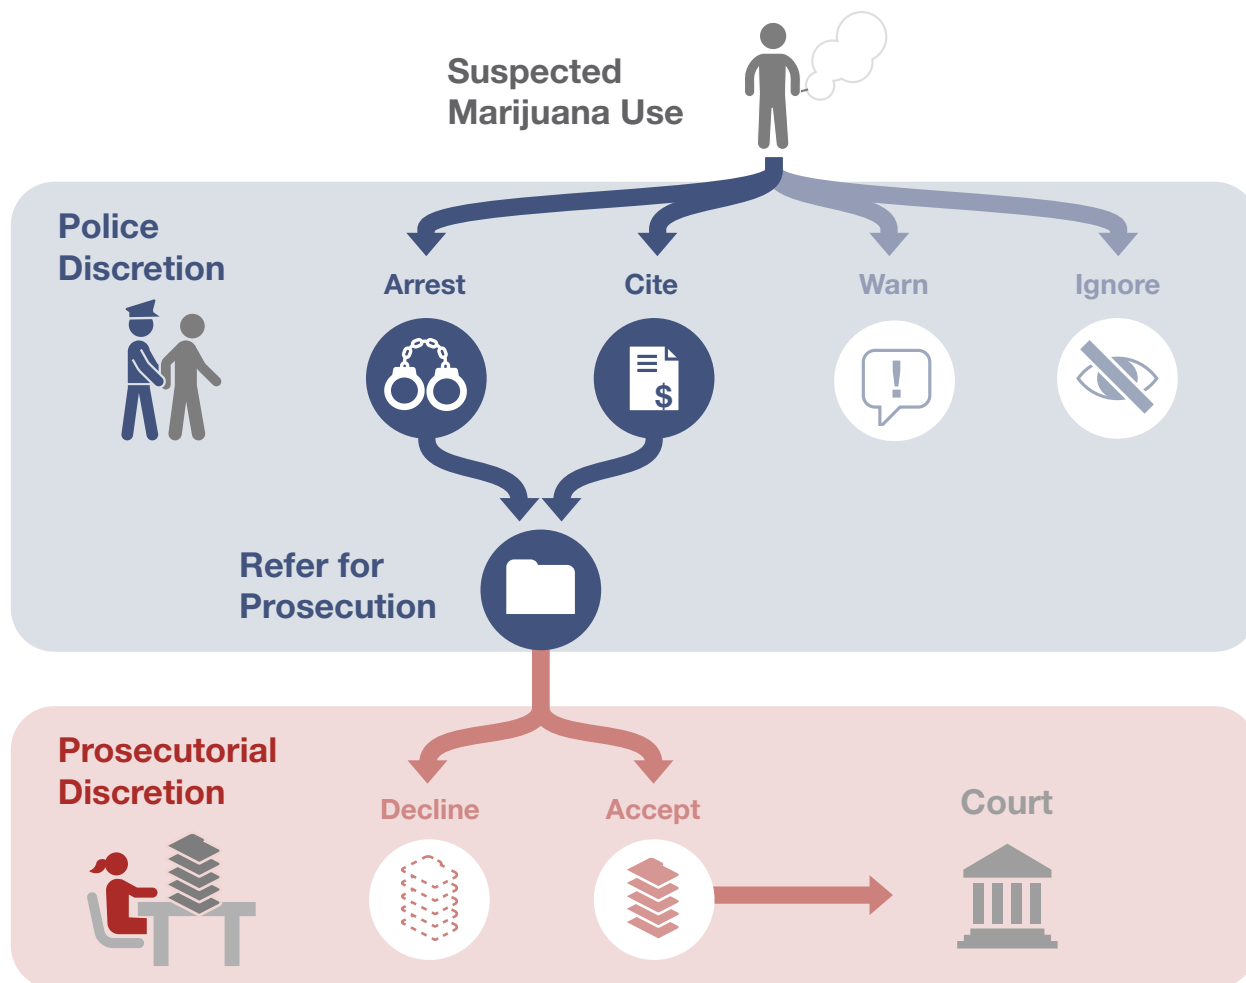 Suspected
Marijuana Use
Police
Discretion
Arrest
Cite
Warn
Ignore
!
$
Refer for
Prosecution
Prosecutorial
Discretion
Decline
Accept
Court